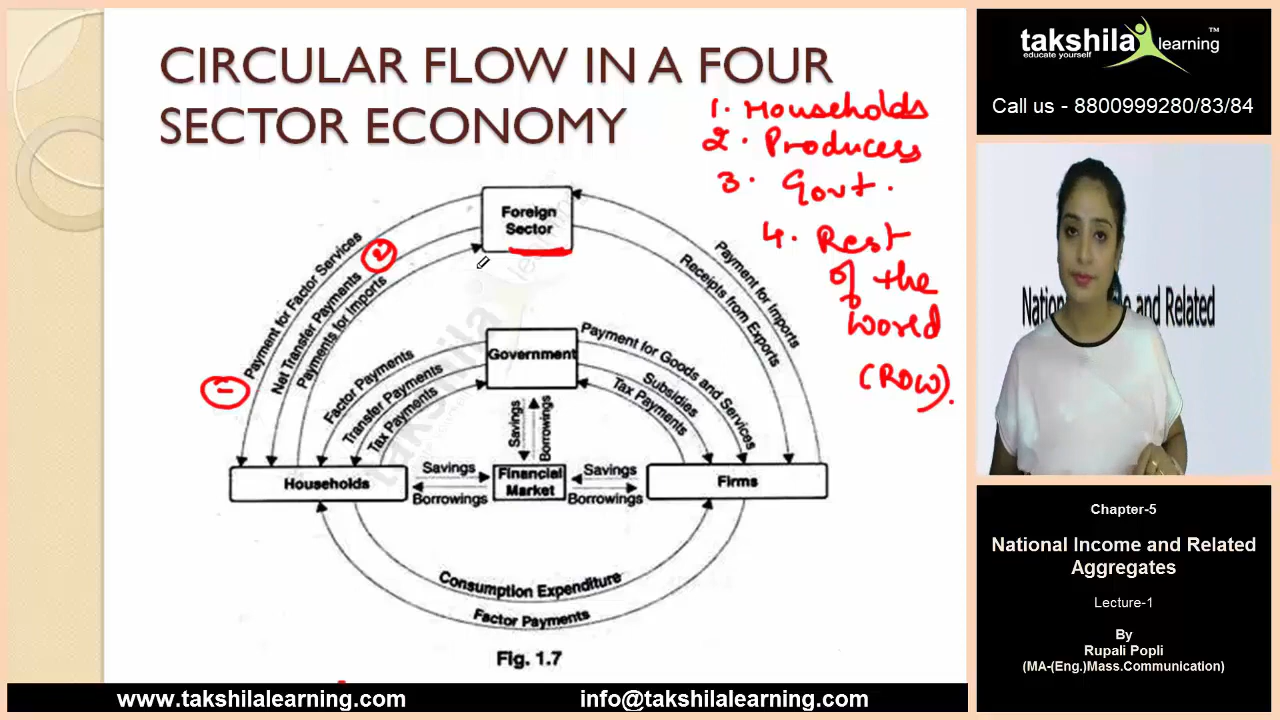 CIRCULAR FLOW IN A FOUR
SECTOR ECONOMY
1. Households
2. Producers
3. Govt.
4. Rest
of the
world
(ROW).
Foreign
Sector
Payment for Factor Services
Net Transfer Payments
Payments for Imports
1
2
Payment for Imports
Receipts from Exports
Government
Factor Payments
Transfer Payments
Tax Payments
Payment for Goods and Services
Subsidies
Tax Payments
Savings
Borrowings
Households
Savings
Borrowings
Financial
Market
Savings
Borrowings
Firms
Consumption Expenditure
Factor Payments
Fig. 1.7
takshila learning ™
educate yourself
Call us - 8800999280/83/84
and Related
Chapter-5
National Income and Related
Aggregates
Lecture-1
By
Rupali Popli
(MA-(Eng.)Mass.Communication)
www.takshilalearning.com
info@takshilalearning.com